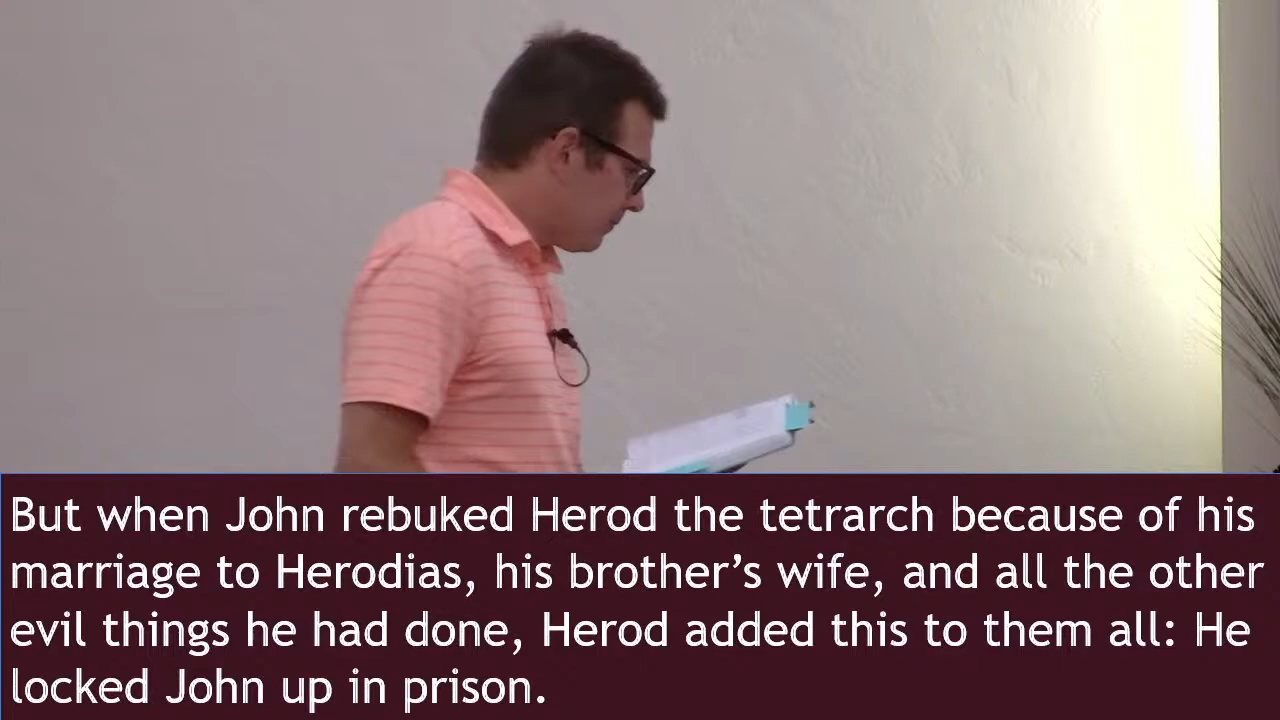 But when John rebuked Herod the tetrarch because of his
marriage to Herodias, his brother’s wife, and all the other
evil things he had done, Herod added this to them all: He
locked John up in prison.